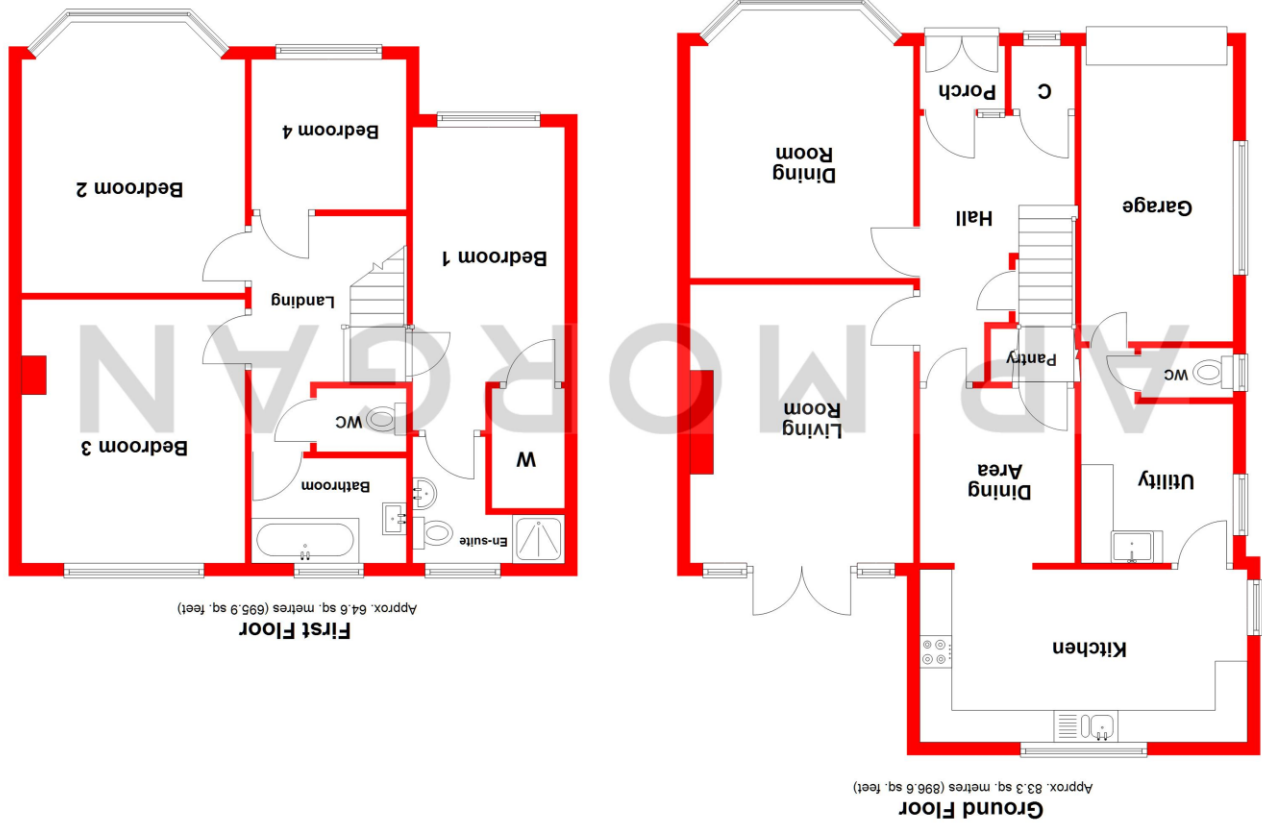 Ground Floor
Approx. 83.3 sq. metres (896.6 sq. feet)
Kitchen
Utility
Dining
Area
Living
Room
WC
Pantry
Garage
Hall
Dining
Room
C
Porch
First Floor
Approx. 64.6 sq. metres (695.9 sq. feet)
En-suite
Bathroom
W
Bedroom 3
WC
Landing
Bedroom 1
Bedroom 2
Bedroom 4
AP MORGAN